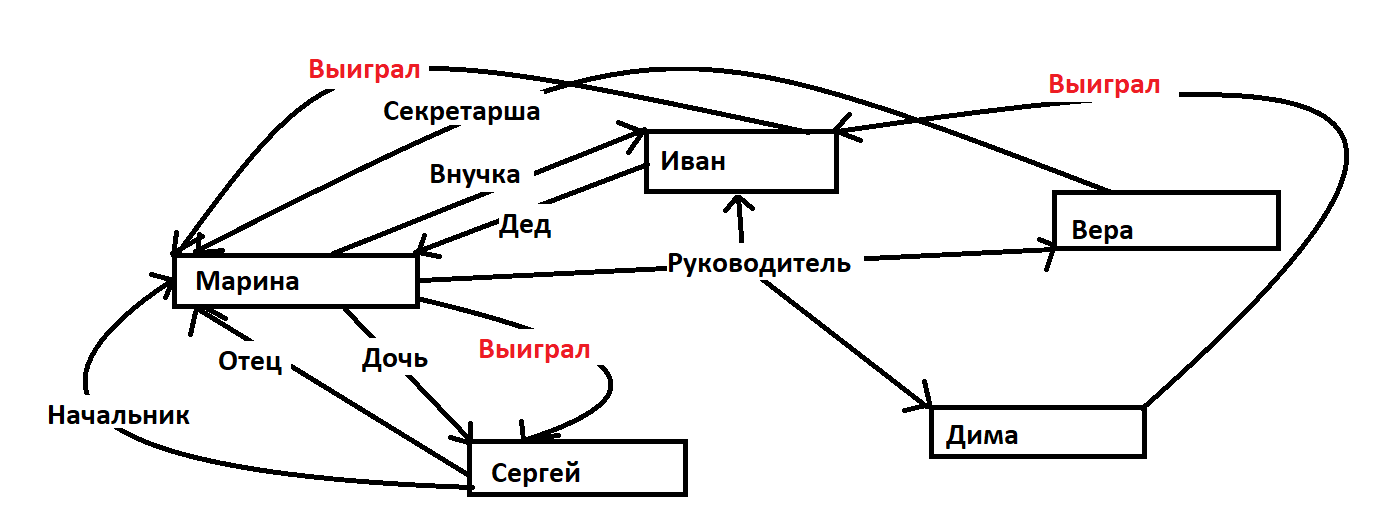 Выиграл
Выиграл
Секретарша
Иван
Внучка
Дед
Вера
Руководитель
Марина
Выиграл
Отец
Дочь
Начальник
Дима
Сергей